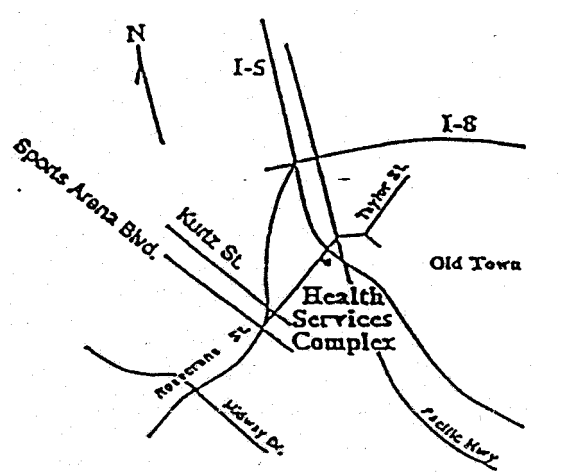 N
I-5
I-8
Sports Arena Blvd.
Kurtz St.
Taylor St.
Old Town
Health
Services
Complex
Rosecrans St.
Midway Dr.
Pacific Hwy